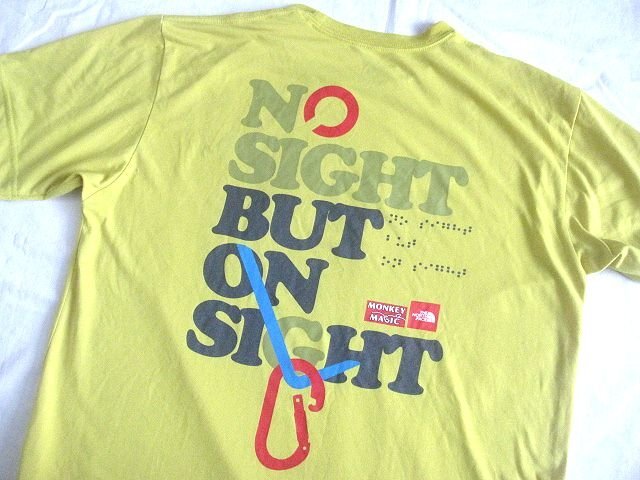 NO
SIGHT
BUT
ON
SIGHT
MONKEY
MAGIC
THE
NORTH
FACE